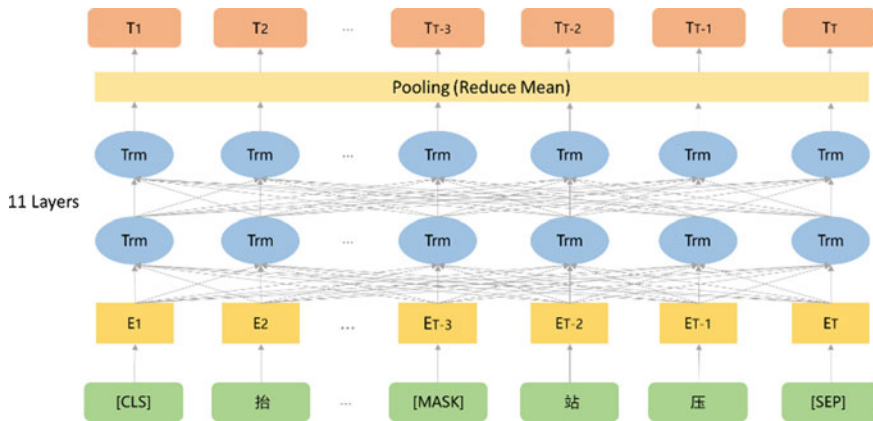 T1 T2 ... TT-3 TT-2 TT-1 TT
Pooling (Reduce Mean)
Trm Trm ... Trm Trm Trm Trm
11 Layers
Trm Trm ... Trm Trm Trm Trm
E1 E2 ... ET-3 ET-2 ET-1 ET
[CLS] 抬 ... [MASK] 站 压 [SEP]